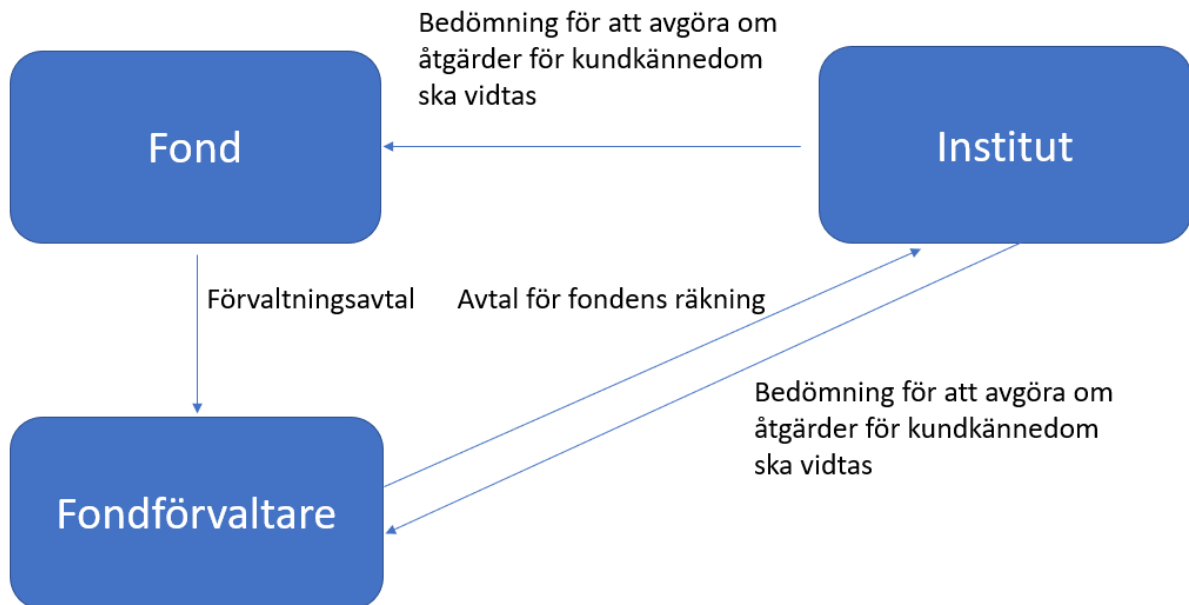 Bedömning för att avgöra om
åtgärder för kundkännedom
ska vidtas
Fond
Institut
Förvaltningsavtal
Avtal för fondens räkning
Bedömning för att avgöra om
åtgärder för kundkännedom
ska vidtas
Fondförvaltare